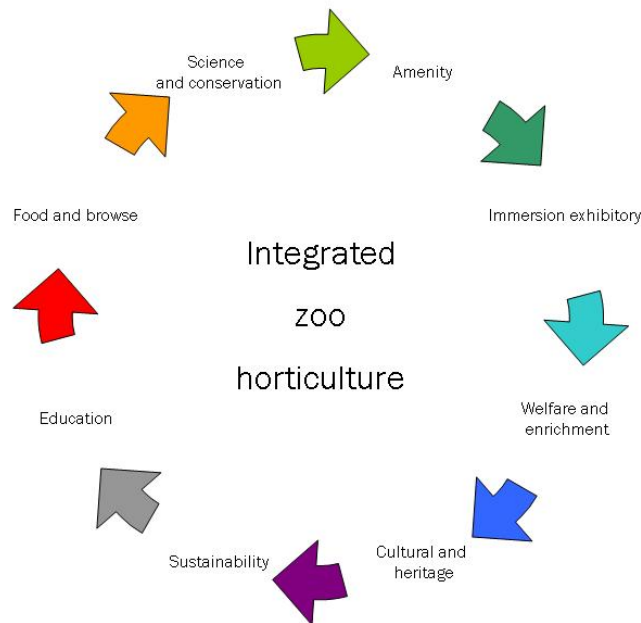 Science
and conservation
Amenity
Immersion exhibitory
Welfare and
enrichment
Cultural and
heritage
Sustainability
Education
Food and browse
Integrated
zoo
horticulture